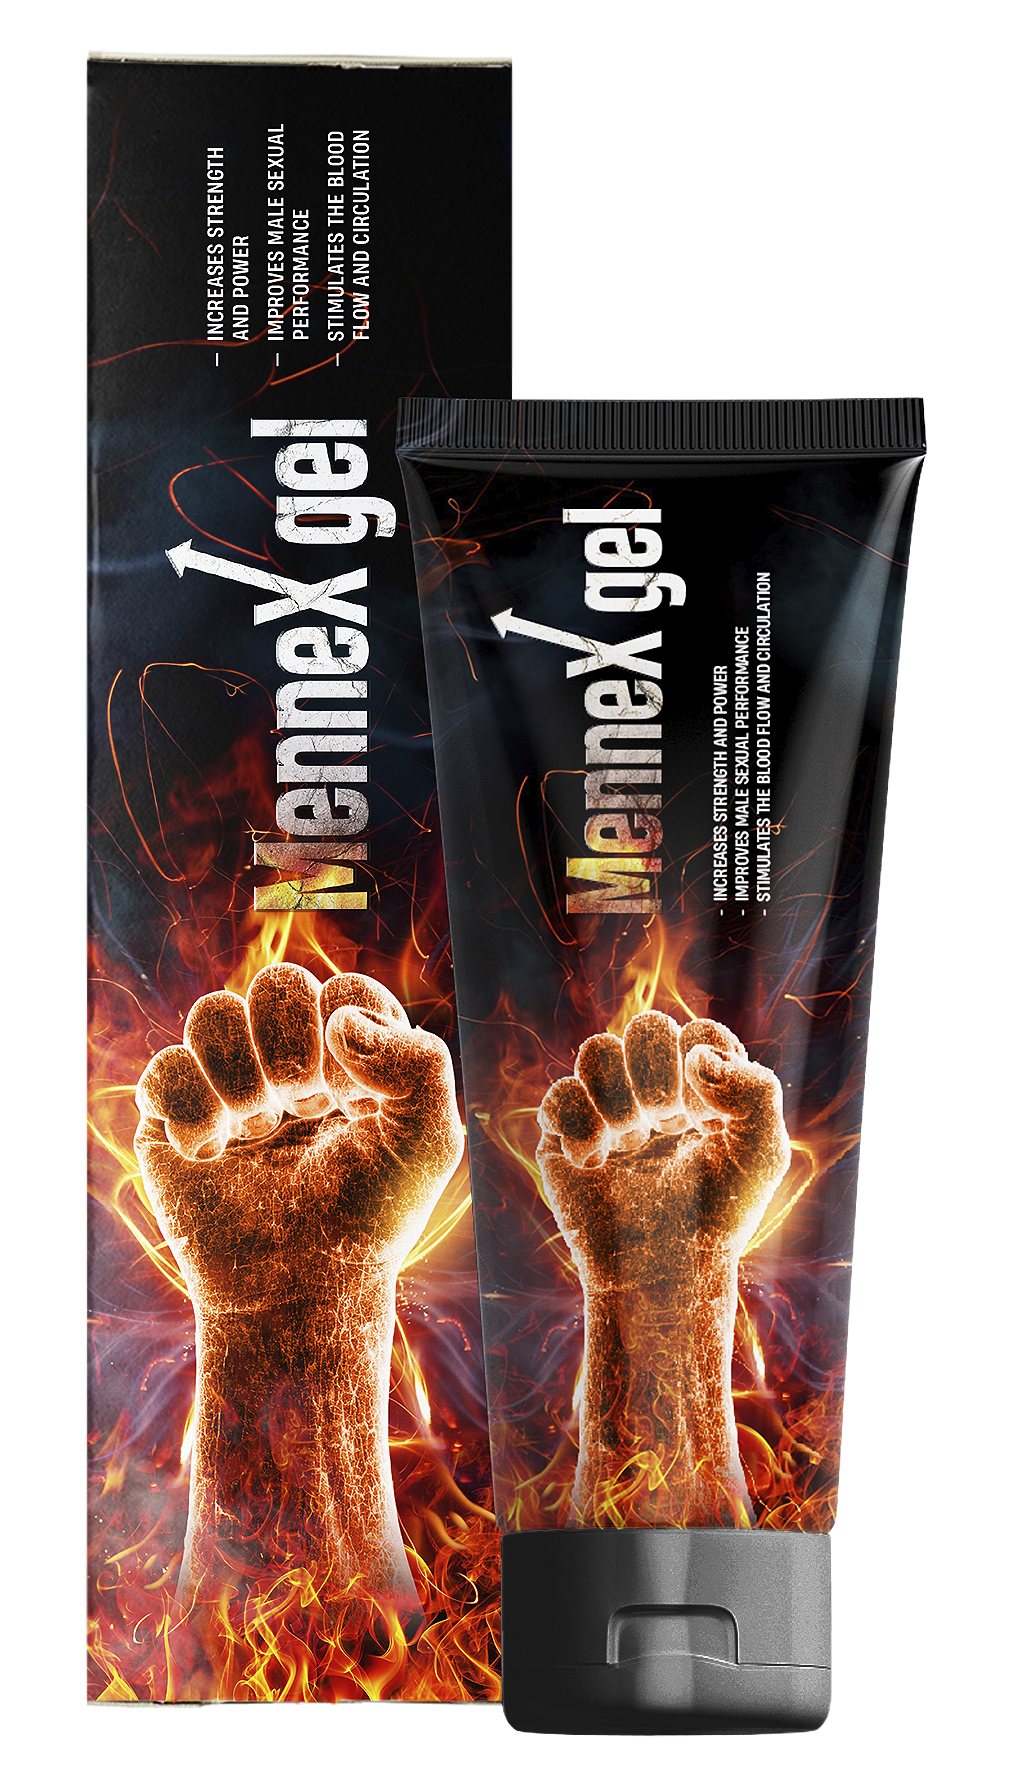 MenneX gel
– INCREASES STRENGTH
AND POWER
– IMPROVES MALE SEXUAL
PERFORMANCE
– STIMULATES THE BLOOD
FLOW AND CIRCULATION
MenneX gel
- INCREASES STRENGTH AND POWER
- IMPROVES MALE SEXUAL PERFORMANCE
- STIMULATES THE BLOOD FLOW AND CIRCULATION